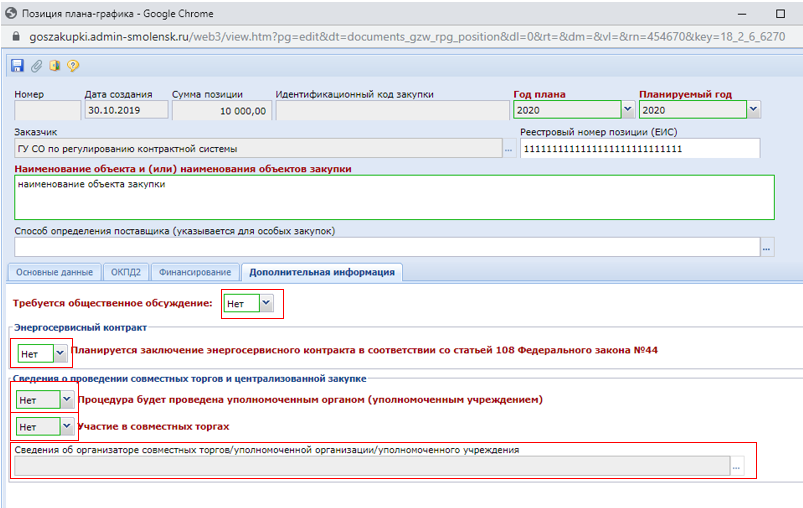 Позиция плана-графика - Google Chrome
goszakupki.admin-smolensk.ru/web3/view.htm?pg=edit&dt=documents_gzw_rpg_position&dl=0&rt=&dm=&vl=&rn=454670&key=18_2_6_6270
Номер Дата создания Сумма позиции Идентификационный код закупки Год плана Планируемый год
30.10.2019 10 000,00 2020 2020
Заказчик Реестровый номер позиции (ЕИС)
ГУ СО по регулированию контрактной системы ... 11111111111111111111111111
Наименование объекта и (или) наименования объектов закупки
наименование объекта закупки
Способ определения поставщика (указывается для особых закупок)
...
Основные данные ОКПД2 Финансирование Дополнительная информация
Требуется общественное обсуждение: Нет
Энергосервисный контракт
Нет Планируется заключение энергосервисного контракта в соответствии со статьей 108 Федерального закона №44
Сведения о проведении совместных торгов и централизованной закупке
Нет Процедура будет проведена уполномоченным органом (уполномоченным учреждением)
Нет Участие в совместных торгах
Сведения об организаторе совместных торгов/уполномоченной организации/уполномоченного учреждения
...